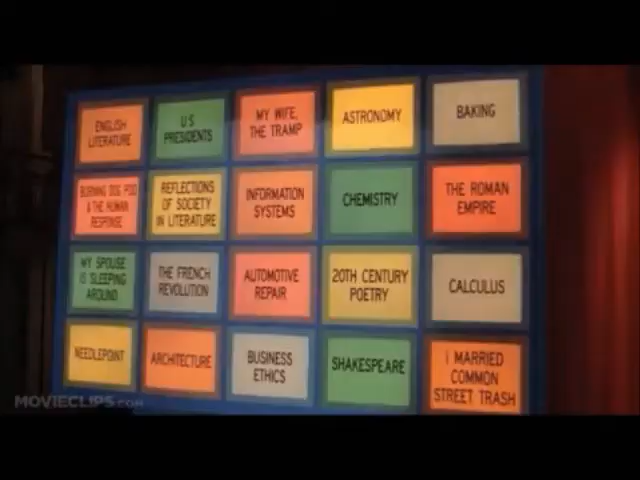 ENGLISH
LITERATURE
U.S.
PRESIDENTS
MY WIFE,
THE TRAMP
ASTRONOMY
BAKING
BURNING DOG POO
& THE HUMAN
RESPONSE
REFLECTIONS
OF SOCIETY
IN LITERATURE
INFORMATION
SYSTEMS
CHEMISTRY
THE ROMAN
EMPIRE
MY SPOUSE
IS SLEEPING
AROUND
THE FRENCH
REVOLUTION
AUTOMOTIVE
REPAIR
20TH CENTURY
POETRY
CALCULUS
NEEDLEPOINT
ARCHITECTURE
BUSINESS
ETHICS
SHAKESPEARE
I MARRIED
COMMON
STREET TRASH
MOVIECLIPS.COM